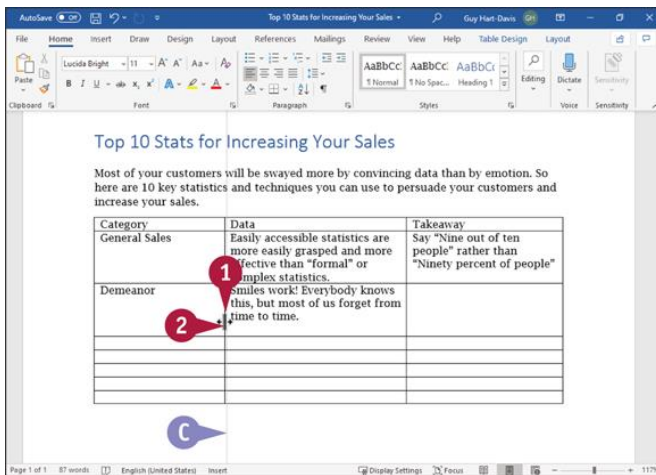 AutoSave Off Top 10 Stats for Increasing Your Sales Guy Hart-Davis GH
File Home Insert Draw Design Layout References Mailings Review View Help Table Design Layout
Paste
Lucida Bright 11 A A Aa A
B I U ab x, x² A A
AaBbCc AaBbCc AaBbCc
¶ Normal ¶ No Spac... Heading 1
Editing Dictate Sensitivity
Clipboard Font Paragraph Styles Voice Sensitivity
Top 10 Stats for Increasing Your Sales
Most of your customers will be swayed more by convincing data than by emotion. So
here are 10 key statistics and techniques you can use to persuade your customers and
increase your sales.
Category Data Takeaway
General Sales Easily accessible statistics are Say “Nine out of ten
more easily grasped and more people” rather than
effective than “formal” or “Ninety percent of people”
complex statistics.
1
Demeanor Smiles work! Everybody knows
this, but most of us forget from
2 time to time.
C
Page 1 of 1 87 words English (United States) Insert Display Settings Focus